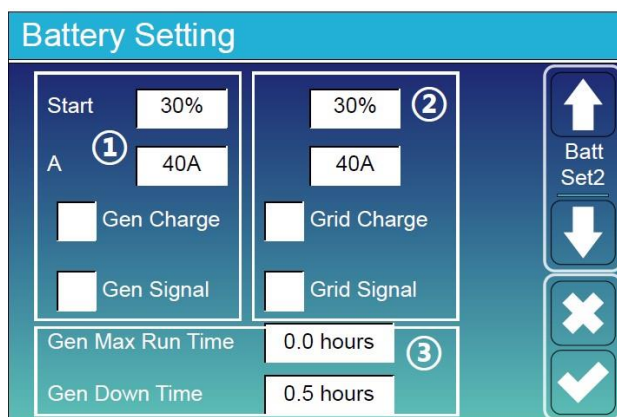 Battery Setting
Start 30% 30% ②
A ① 40A 40A
Gen Charge Grid Charge
Gen Signal Grid Signal
Gen Max Run Time 0.0 hours ③
Gen Down Time 0.5 hours
Batt
Set2